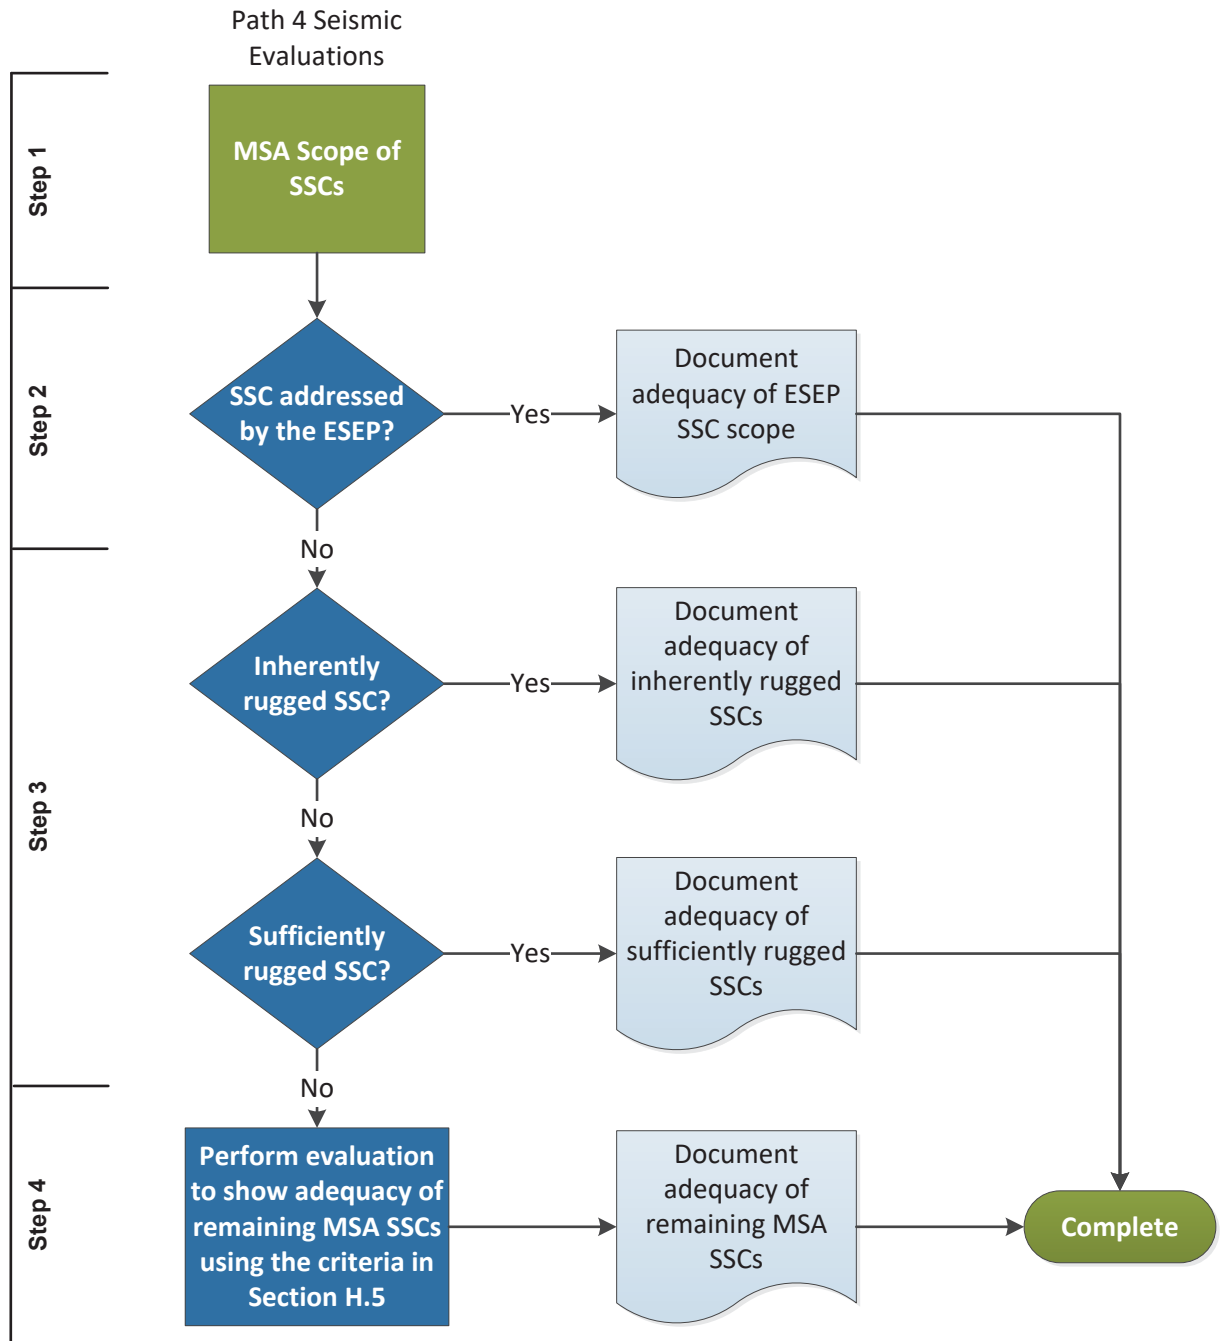 Path 4 Seismic
Evaluations
Step 1
MSA Scope of
SSCs
Step 2
SSC addressed
by the ESEP?
Yes
Document
adequacy of ESEP
SSC scope
No
Step 3
Inherently
rugged SSC?
Yes
Document
adequacy of
inherently rugged
SSCs
No
Sufficiently
rugged SSC?
Yes
Document
adequacy of
sufficiently rugged
SSCs
No
Step 4
Perform evaluation
to show adequacy of
remaining MSA SSCs
using the criteria in
Section H.5
Document
adequacy of
remaining MSA
SSCs
Complete